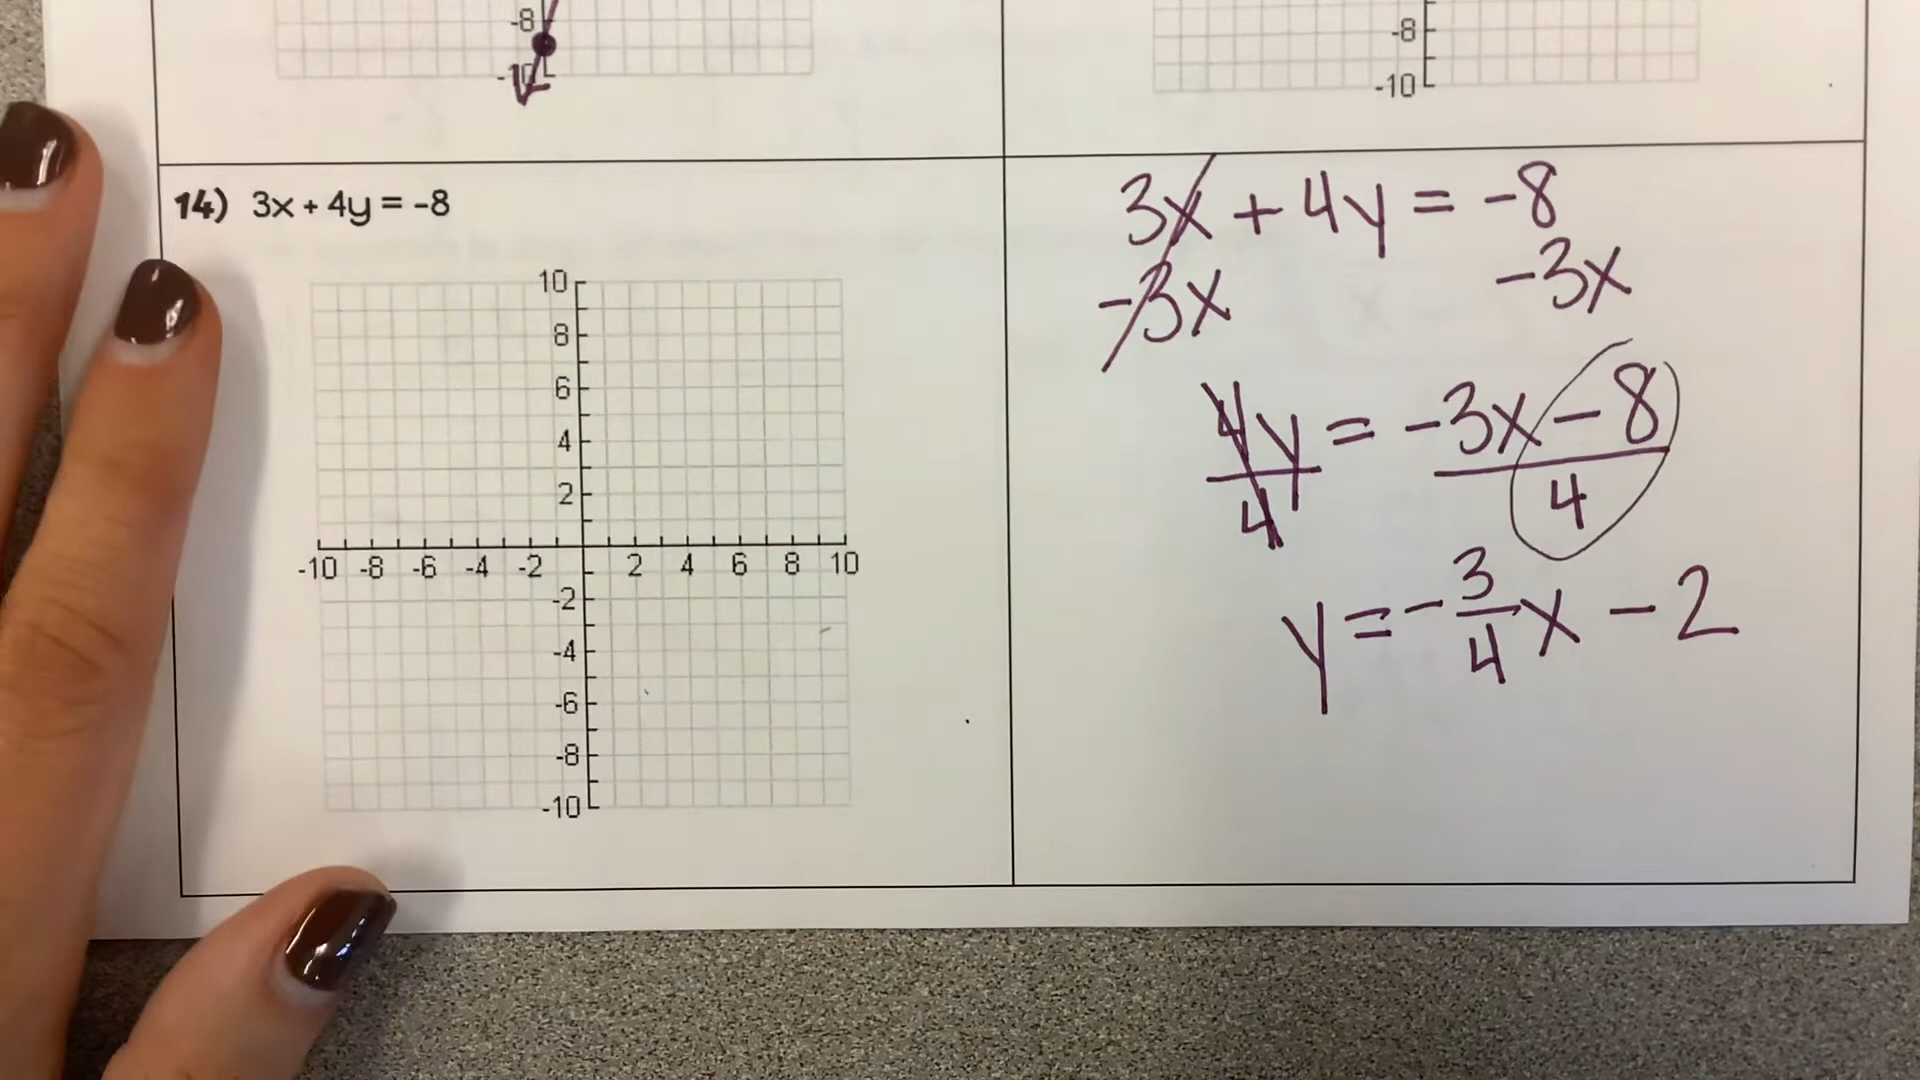 -8
-10
-8
-10
14) 3x + 4y = -8
10
8
6
4
2
-10 -8 -6 -4 -2 2 4 6 8 10
-2
-4
-6
-8
-10
3x + 4y = -8
-3x -3x
4y = -3x - 8
4 4
y = - 3/4 x - 2